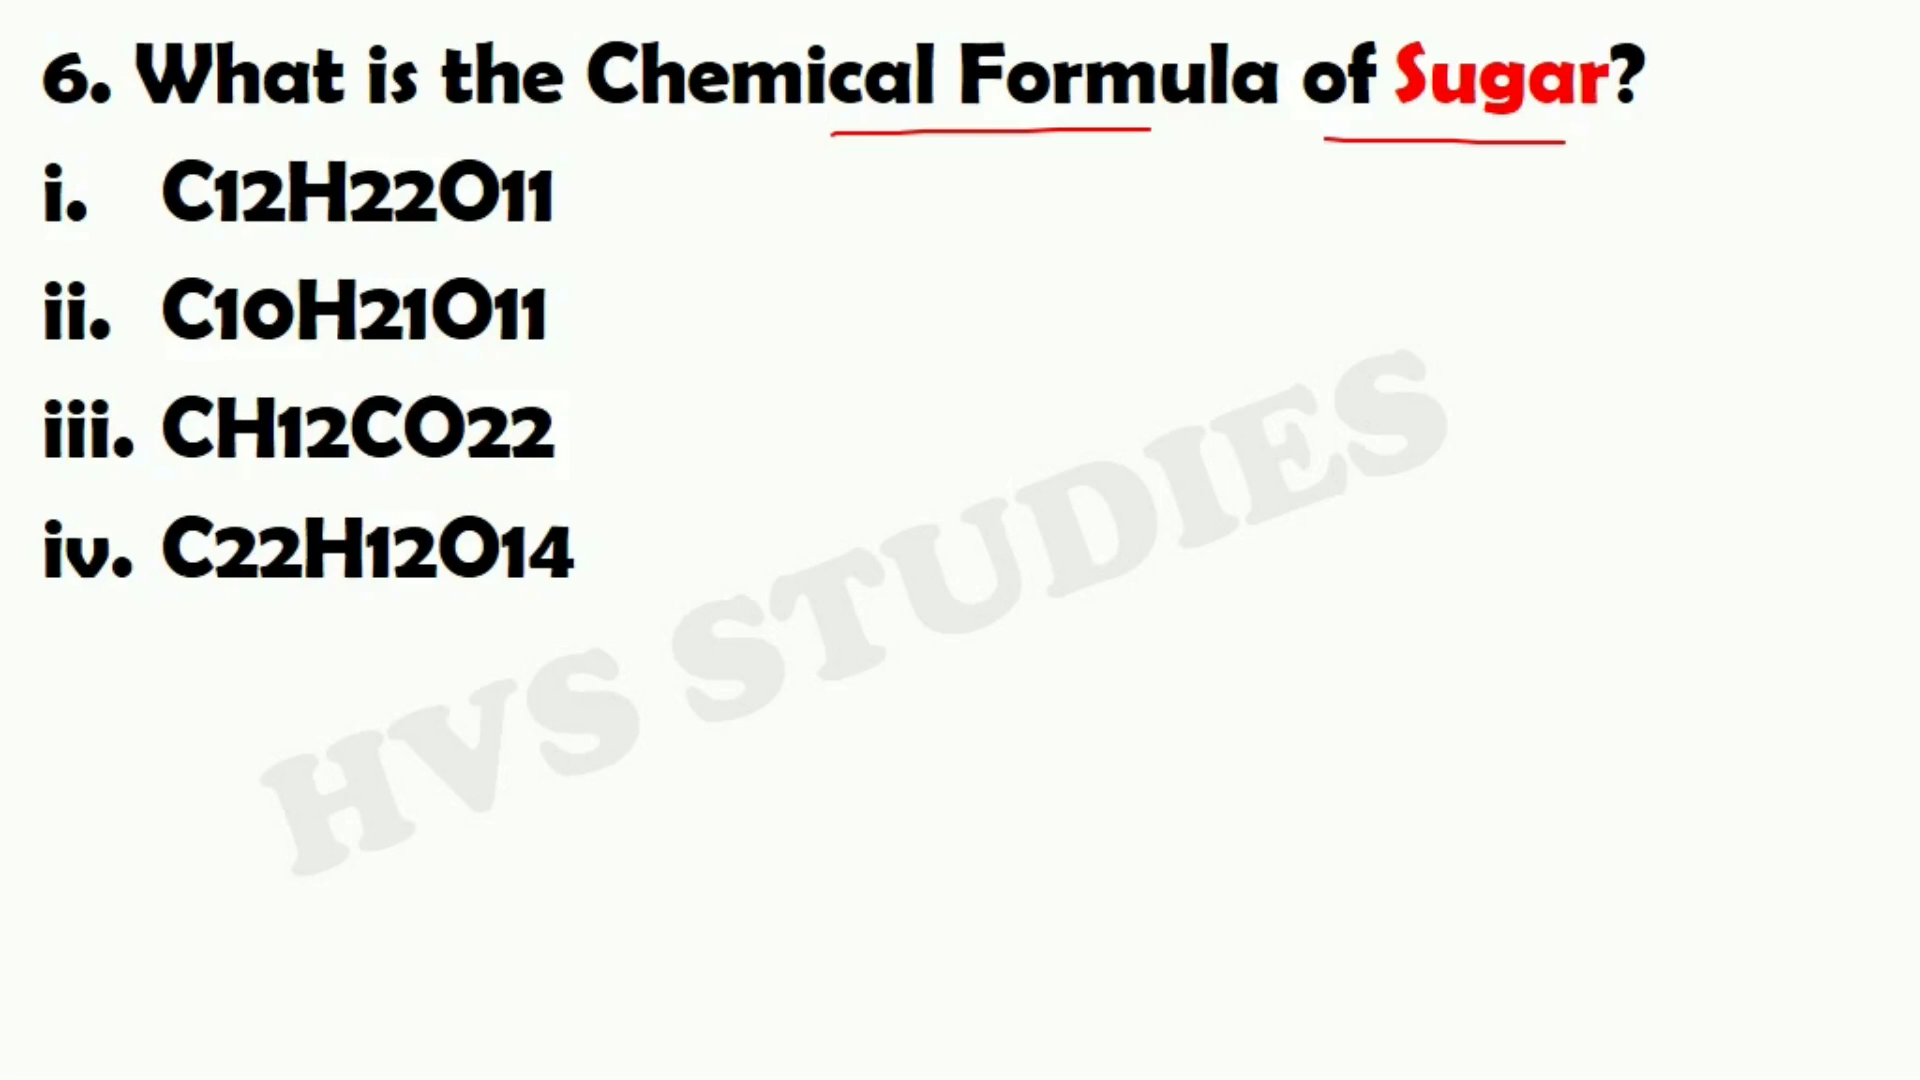 6. What is the Chemical Formula of Sugar?
i. C12H22O11
ii. C10H21O11
iii. CH12CO22
iv. C22H12O14
HVS STUDIES